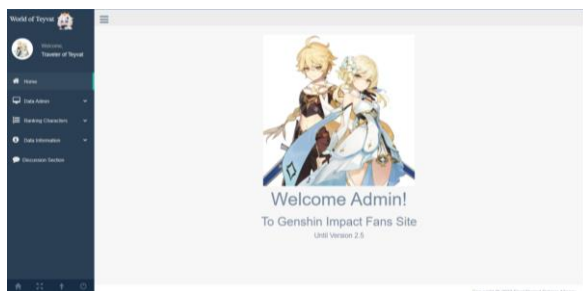 World of Teyvat
Welcome,
Traveler of Teyvat
Home
Data Admin
Ranking Characters
Data Information
Discussion Section
Welcome Admin!
To Genshin Impact Fans Site
Until Version 2.5